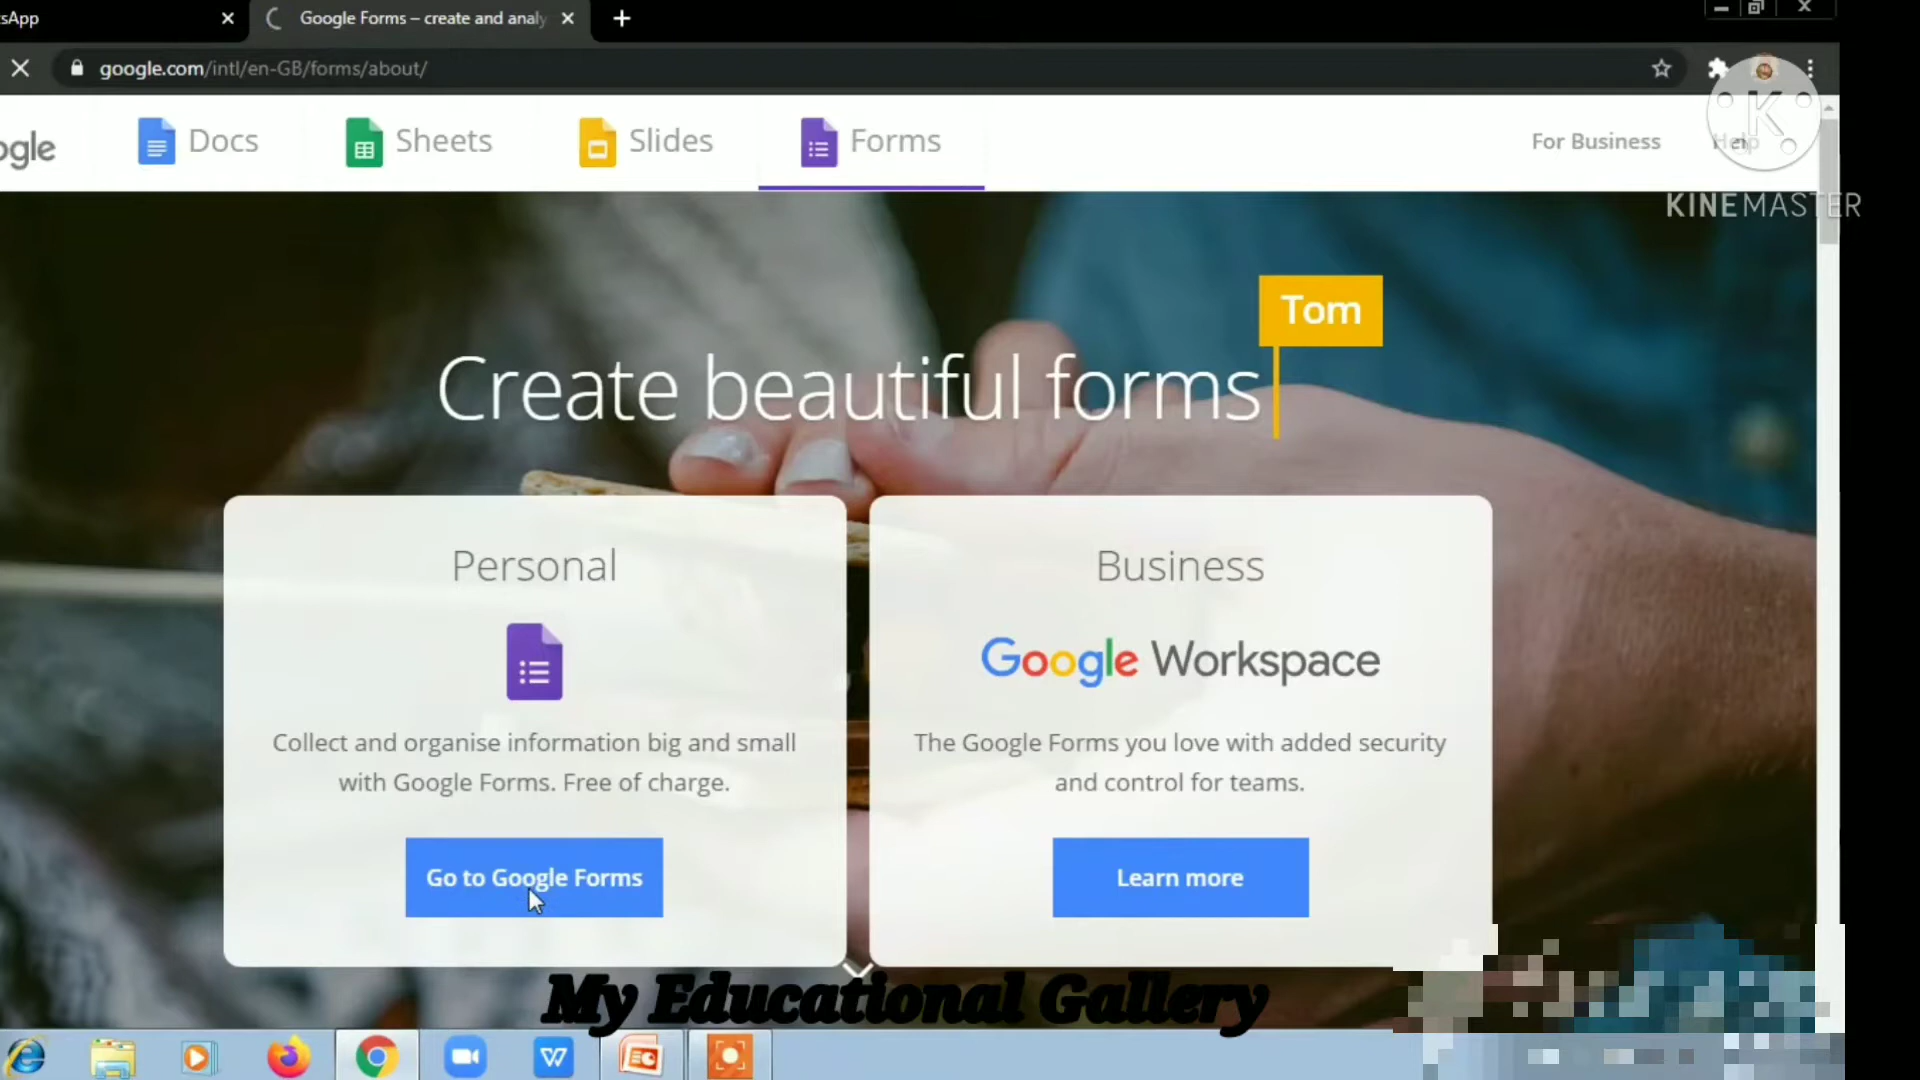 sApp
Google Forms – create and analy
google.com/intl/en-GB/forms/about/
ogle
Docs
Sheets
Slides
Forms
For Business
Help
K
KINEMASTER
Tom
Create beautiful forms
Personal
Collect and organise information big and small
with Google Forms. Free of charge.
Go to Google Forms
Business
Google Workspace
The Google Forms you love with added security
and control for teams.
Learn more
My Educational Gallery